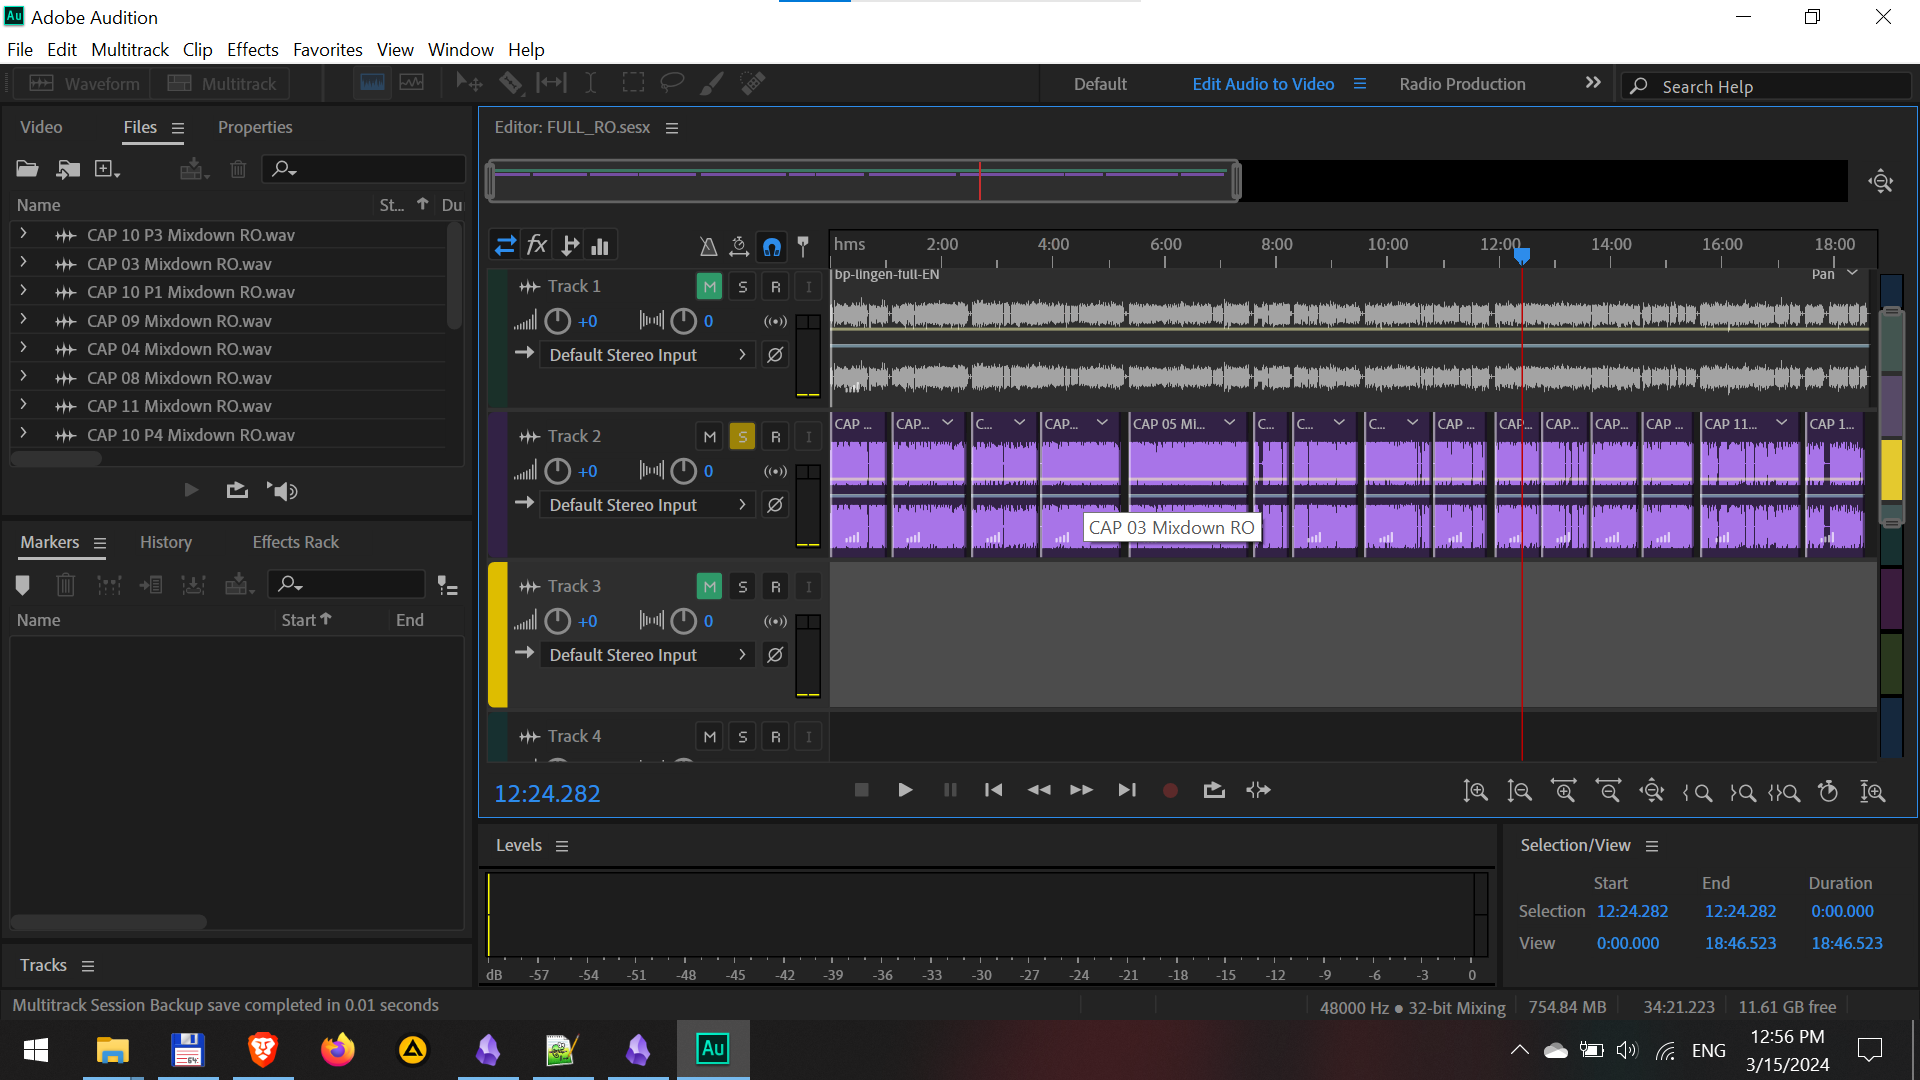 Au Adobe Audition
File Edit Multitrack Clip Effects Favorites View Window Help
Waveform Multitrack Default Edit Audio to Video Radio Production Search Help
Video Files Properties
Name St... Du
CAP 10 P3 Mixdown RO.wav
CAP 03 Mixdown RO.wav
CAP 10 P1 Mixdown RO.wav
CAP 09 Mixdown RO.wav
CAP 04 Mixdown RO.wav
CAP 08 Mixdown RO.wav
CAP 11 Mixdown RO.wav
CAP 10 P4 Mixdown RO.wav
Markers History Effects Rack
Name Start End
Tracks
Editor: FULL_RO.sesx
fx hms 2:00 4:00 6:00 8:00 10:00 12:00 14:00 16:00 18:00
bp-lingen-full-EN Pan
Track 1 M S R I
+0 0
Default Stereo Input
Track 2 M S R I
CAP ... CAP... C... CAP... CAP 05 Mi... C... C... C... CAP ... CAP... CAP... CAP... CAP ... CAP 11... CAP 1...
+0 0
Default Stereo Input
CAP 03 Mixdown RO
Track 3 M S R I
+0 0
Default Stereo Input
Track 4 M S R I
12:24.282
Levels
dB -57 -54 -51 -48 -45 -42 -39 -36 -33 -30 -27 -24 -21 -18 -15 -12 -9 -6 -3 0
Selection/View
Start End Duration
Selection 12:24.282 12:24.282 0:00.000
View 0:00.000 18:46.523 18:46.523
Multitrack Session Backup save completed in 0.01 seconds
48000 Hz ● 32-bit Mixing 754.84 MB 34:21.223 11.61 GB free
64 Au ENG 12:56 PM
3/15/2024